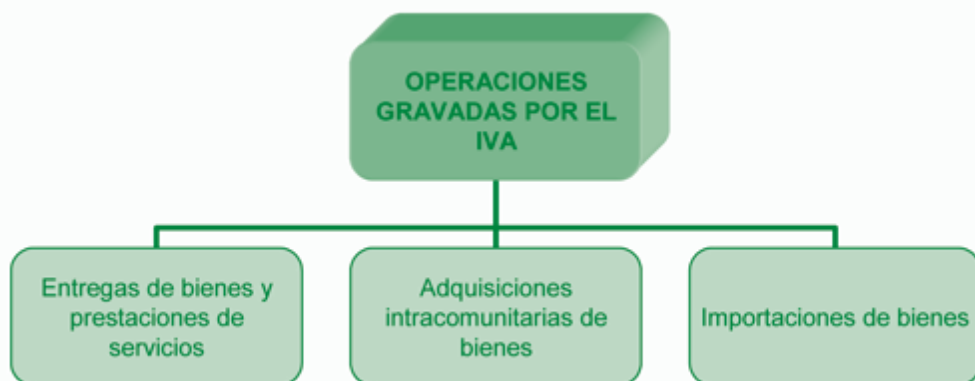 OPERACIONES
GRAVADAS POR EL
IVA
Entregas de bienes y
prestaciones de
servicios
Adquisiciones
intracomunitarias de
bienes
Importaciones de bienes